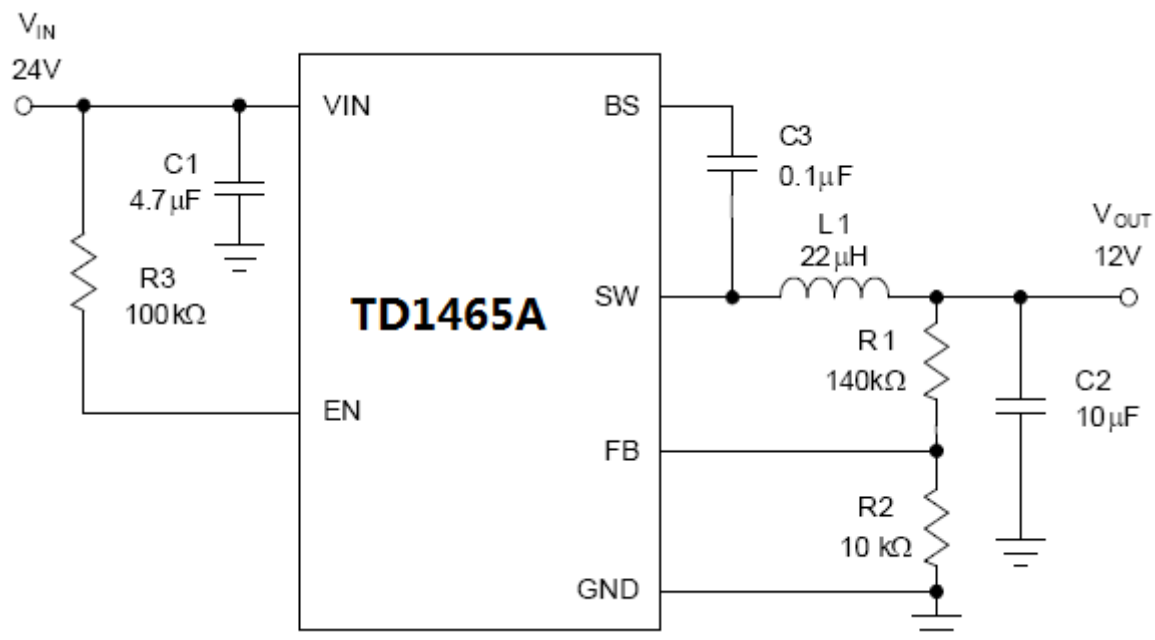 VIN
24V
VIN
BS
C3
0.1μF
C1
4.7μF
L1
22μH
VOUT
12V
R3
100kΩ
TD1465A
SW
R1
140kΩ
C2
10μF
EN
FB
R2
10 kΩ
GND